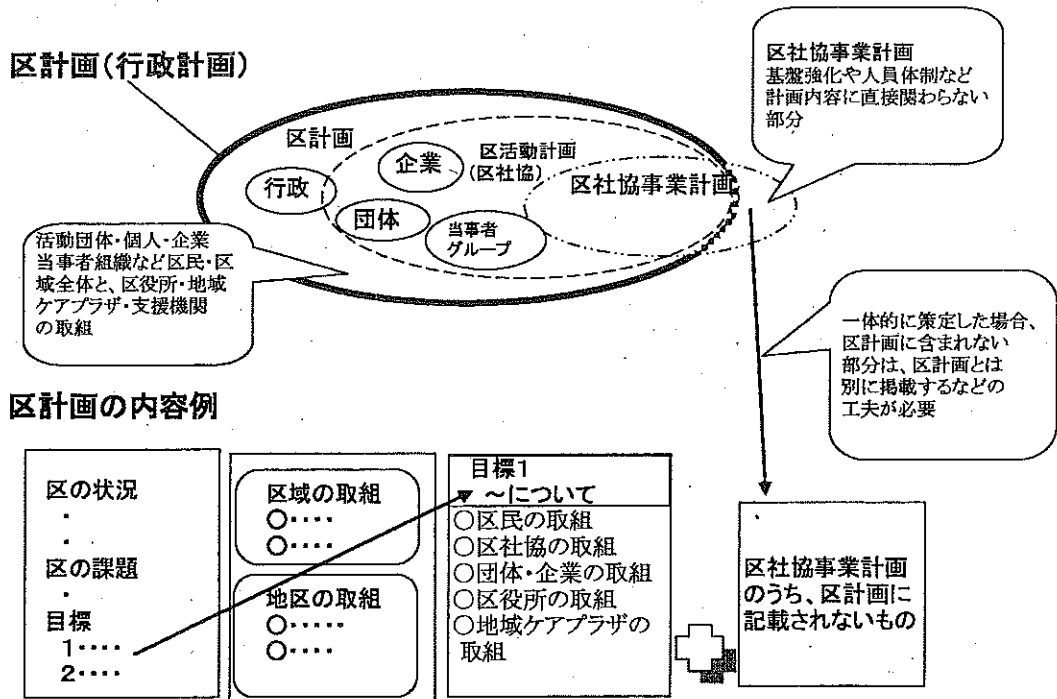 区計画(行政計画)
区社協事業計画
基盤強化や人員体制など
計画内容に直接関わらない
部分
区計画
企業
区活動計画
(区社協)
区社協事業計画
行政
団体
当事者
グループ
活動団体・個人・企業
当事者組織など区民・区
域全体と、区役所・地域
ケアプラザ・支援機関
の取組
一体的に策定した場合、
区計画に含まれない
部分は、区計画とは
別に掲載するなどの
工夫が必要
区計画の内容例
区の状況
・
・
区の課題
・
目標
1‥‥
2‥‥
区域の取組
○‥‥
○‥‥
地区の取組
○‥‥・
○‥‥
目標1
~について
○区民の取組
○区社協の取組
○団体・企業の取組
○区役所の取組
○地域ケアプラザの
取組
区社協事業計画
のうち、区計画に
記載されないもの